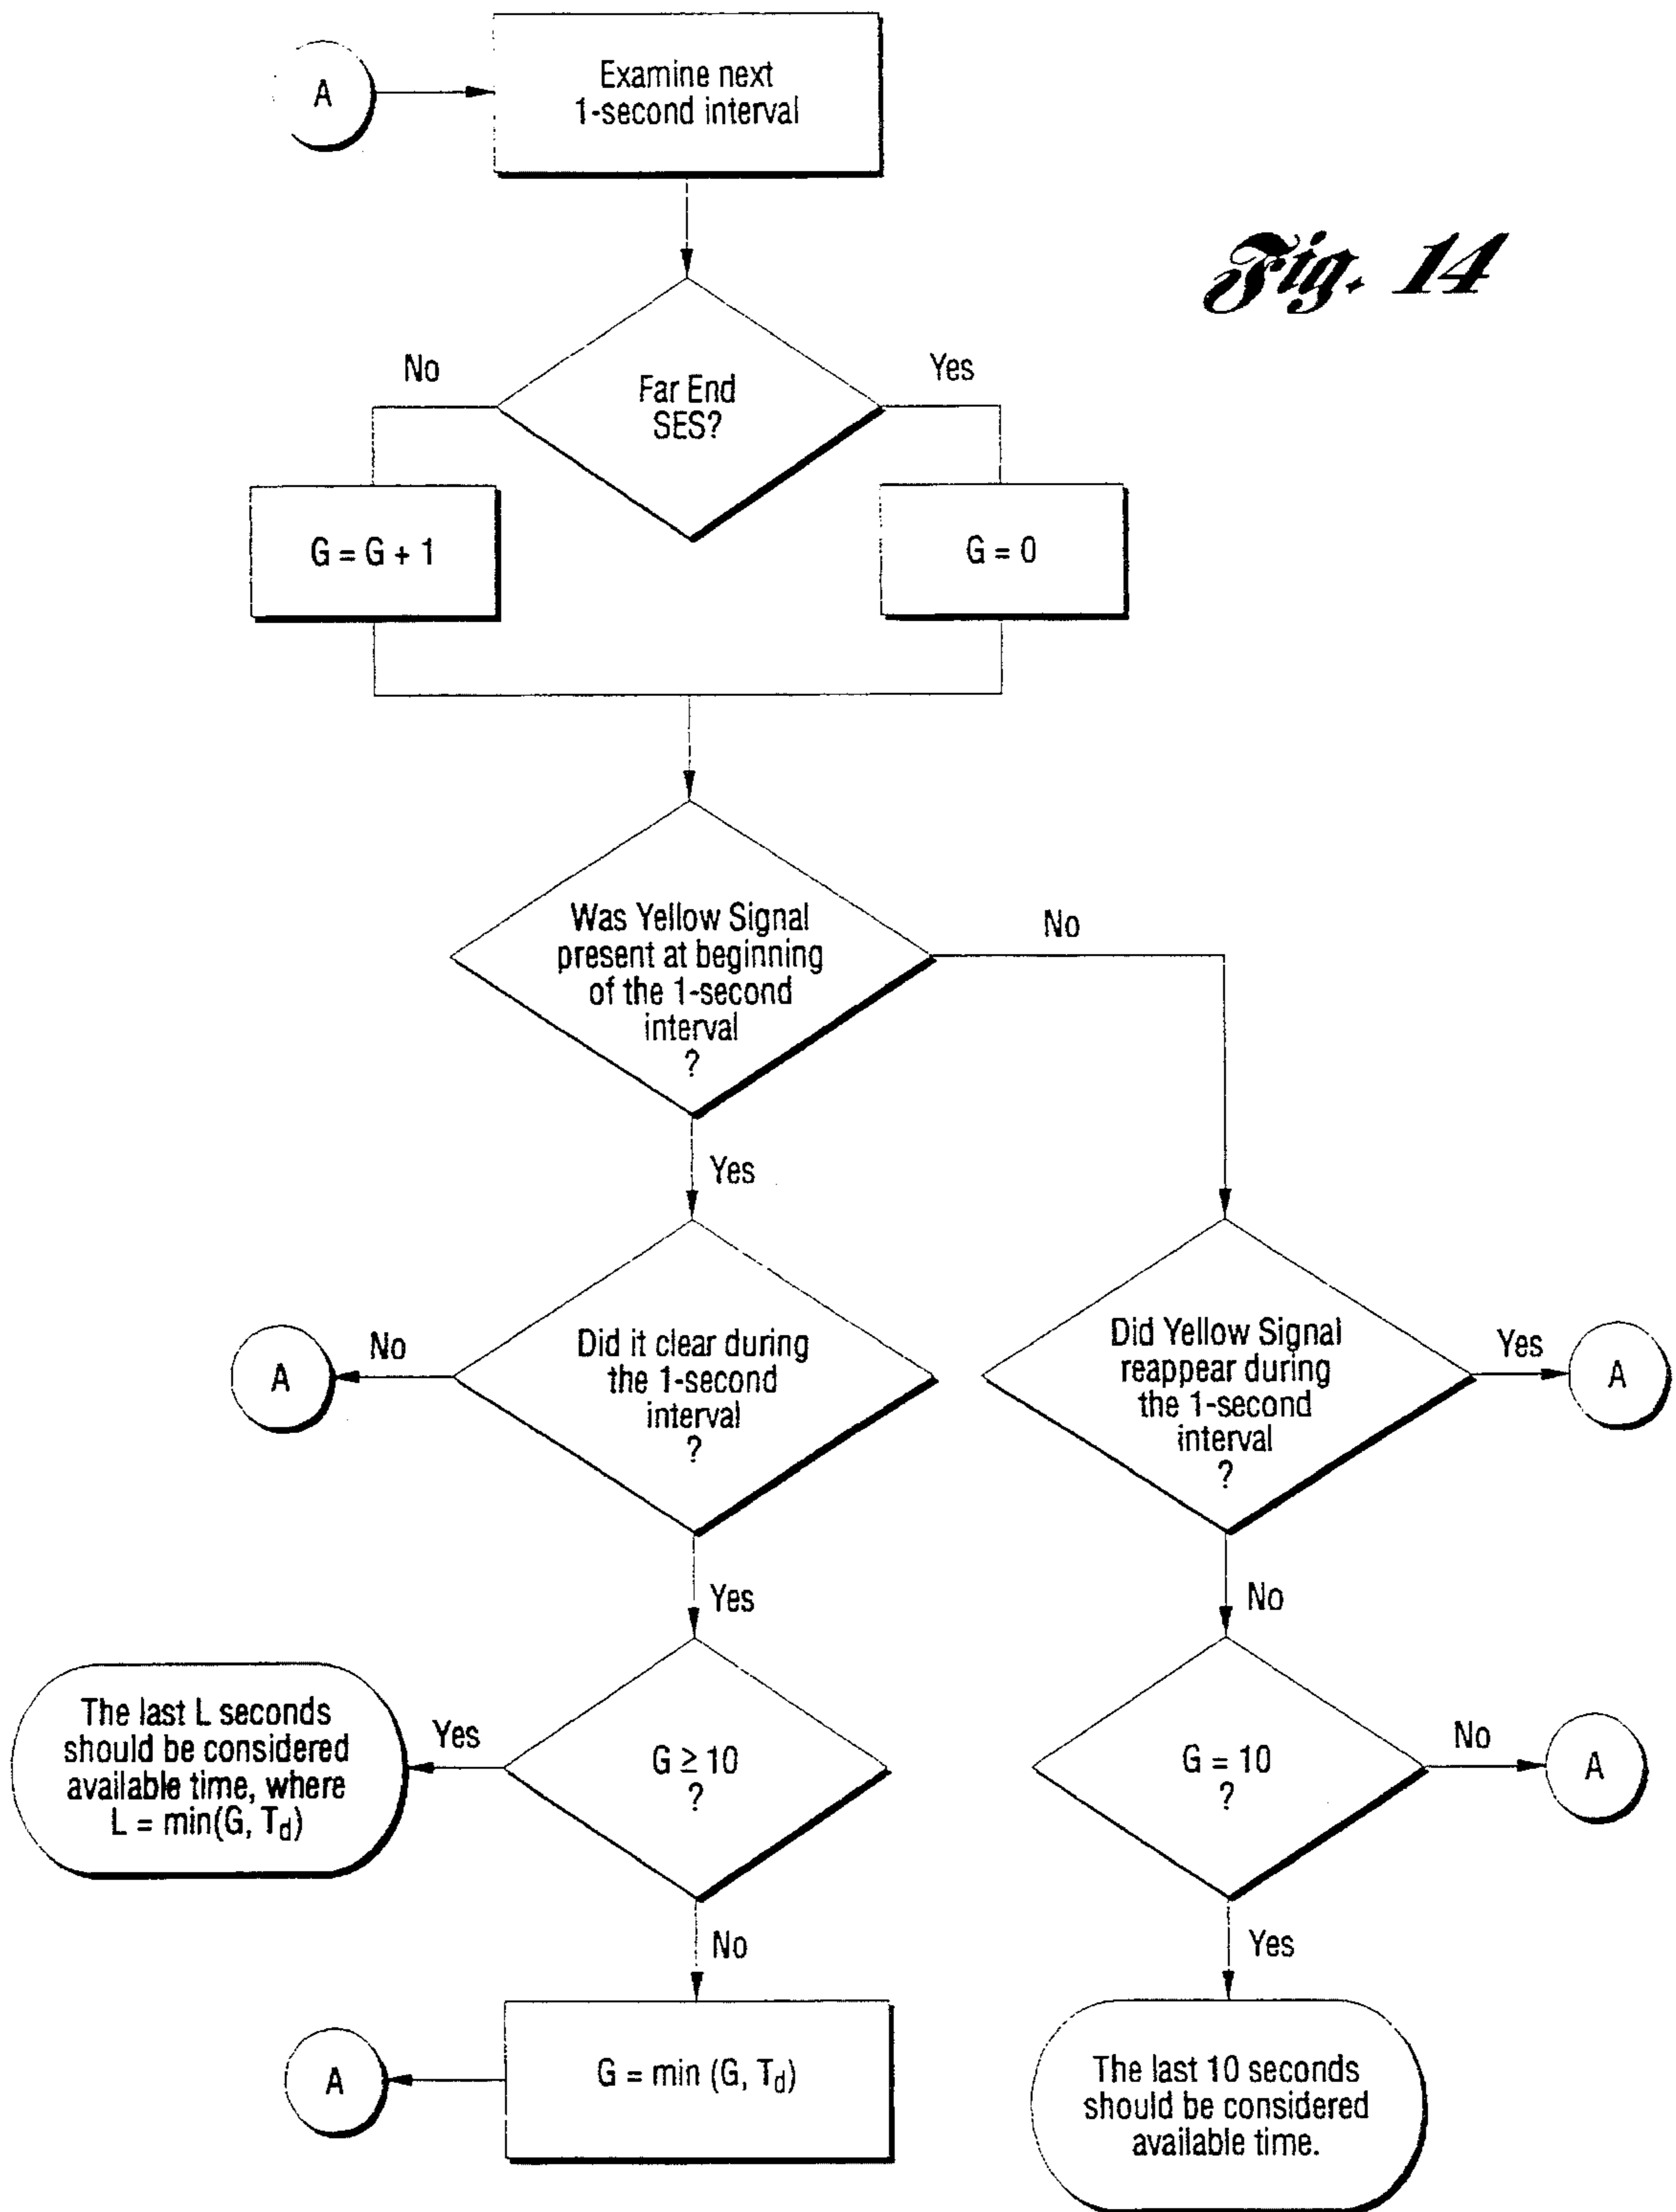 A
Examine next
1-second interval
Fig. 14
No
Yes
Far End
SES?
G = G + 1
G = 0
Was Yellow Signal
present at beginning
of the 1-second
interval
?
No
Yes
A
No
Did it clear during
the 1-second
interval
?
Did Yellow Signal
reappear during
the 1-second
interval
?
Yes
A
Yes
No
The last L seconds
should be considered
available time, where
L = min(G, Td)
Yes
G ≥ 10
?
G = 10
?
No
A
No
Yes
A
G = min (G, Td)
The last 10 seconds
should be considered
available time.